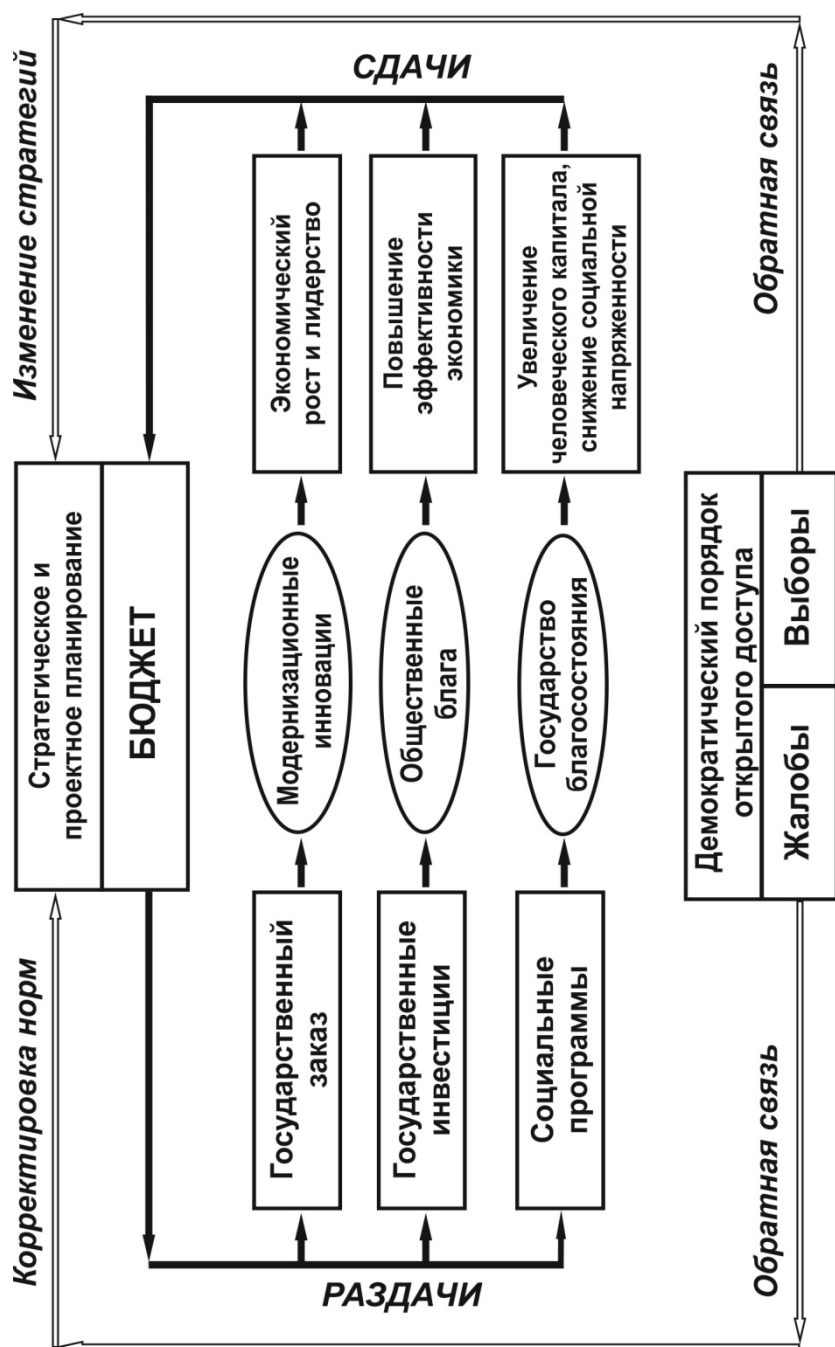 Корректировка норм
Изменение стратегий
Стратегическое и
проектное планирование
БЮДЖЕТ
РАЗДАЧИ
СДАЧИ
Государственный
заказ
Модернизационные
инновации
Экономический
рост и лидерство
Государственные
инвестиции
Общественные
блага
Повышение
эффективности
экономики
Социальные
программы
Государство
благосостояния
Увеличение
человеческого капитала,
снижение социальной
напряженности
Демократический порядок
открытого доступа
Жалобы
Выборы
Обратная связь
Обратная связь